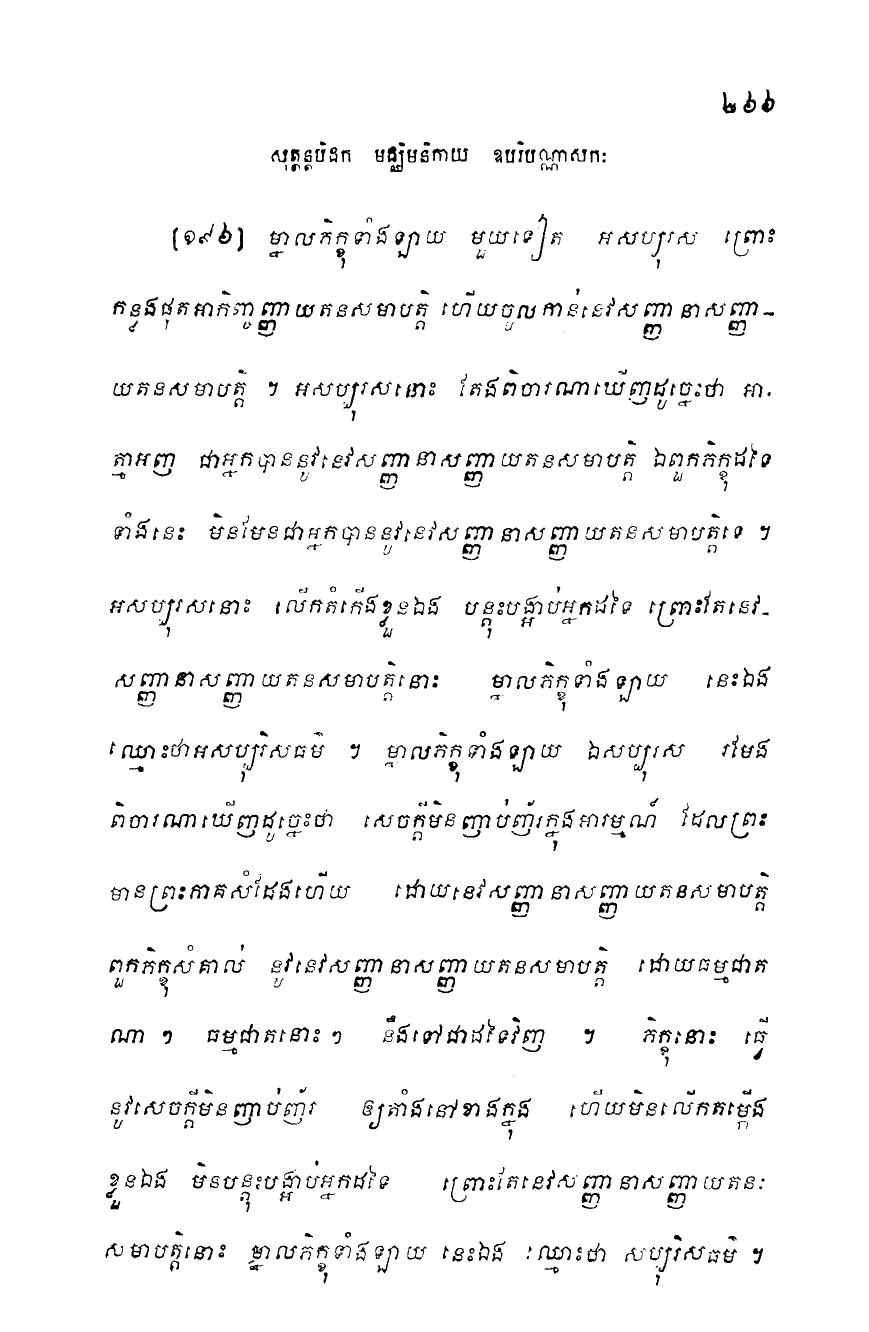 ២៦៦
សុត្តន្តបិដក មជ្ឈិមនិកាយ ឧបរិបណ្ណាសកៈ
[១៩៦] ម្នាលភិក្ខុទាំងឡាយ មួយទៀត អសប្បុរស ព្រោះ
កន្លងផុតអាកិញ្ចញ្ញាយតនសមាបត្តិ ហើយចូលកាន់នេវសញ្ញានាសញ្ញា-
យតនសមាបត្តិ ។ អសប្បុរសនោះ តែងពិចារណាឃើញដូច្នេះថា អា-
ត្មាអញ ជាអ្នកបាននូវនេវសញ្ញានាសញ្ញាយតនសមាបត្តិ ឯពួកភិក្ខុដទៃ
ទាំងនេះ មិនមែនជាអ្នកបាននូវនេវសញ្ញានាសញ្ញាយតនសមាបត្តិទេ ។
អសប្បុរសនោះ លើកតំកើងខ្លួនឯង បន្តុះបង្អាប់អ្នកដទៃ ព្រោះតែនេវ-
សញ្ញានាសញ្ញាយតនសមាបត្តិនោះ ម្នាលភិក្ខុទាំងឡាយ នេះឯង
ឈ្មោះថាអសប្បុរិសធម៌ ។ ម្នាលភិក្ខុទាំងឡាយ ឯសប្បុរស រមែង
ពិចារណាឃើញដូច្នេះថា សេចក្តីមិនញាប់ញ័រក្នុងអារម្មណ៍ ដែលព្រះ
មានព្រះភាគសំដែងហើយ ដោយនេវសញ្ញានាសញ្ញាយតនសមាបត្តិ
ពួកភិក្ខុសំគាល់ នូវនេវសញ្ញានាសញ្ញាយតនសមាបត្តិ ដោយធម្មជាត
ណា ៗ ធម្មជាតនោះ ៗ នឹងទៅជាដទៃវិញ ។ ភិក្ខុនោះ ធ្វើ
នូវសេចក្តីមិនញាប់ញ័រ ឲ្យតាំងនៅខាងក្នុង ហើយមិនលើកតម្កើង
ខ្លួនឯង មិនបន្តុះបង្អាប់អ្នកដទៃ ព្រោះតែនេវសញ្ញានាសញ្ញាយតនៈ
សមាបត្តិនោះ ម្នាលភិក្ខុទាំងឡាយ នេះឯង ឈ្មោះថា សប្បុរិសធម៌ ។